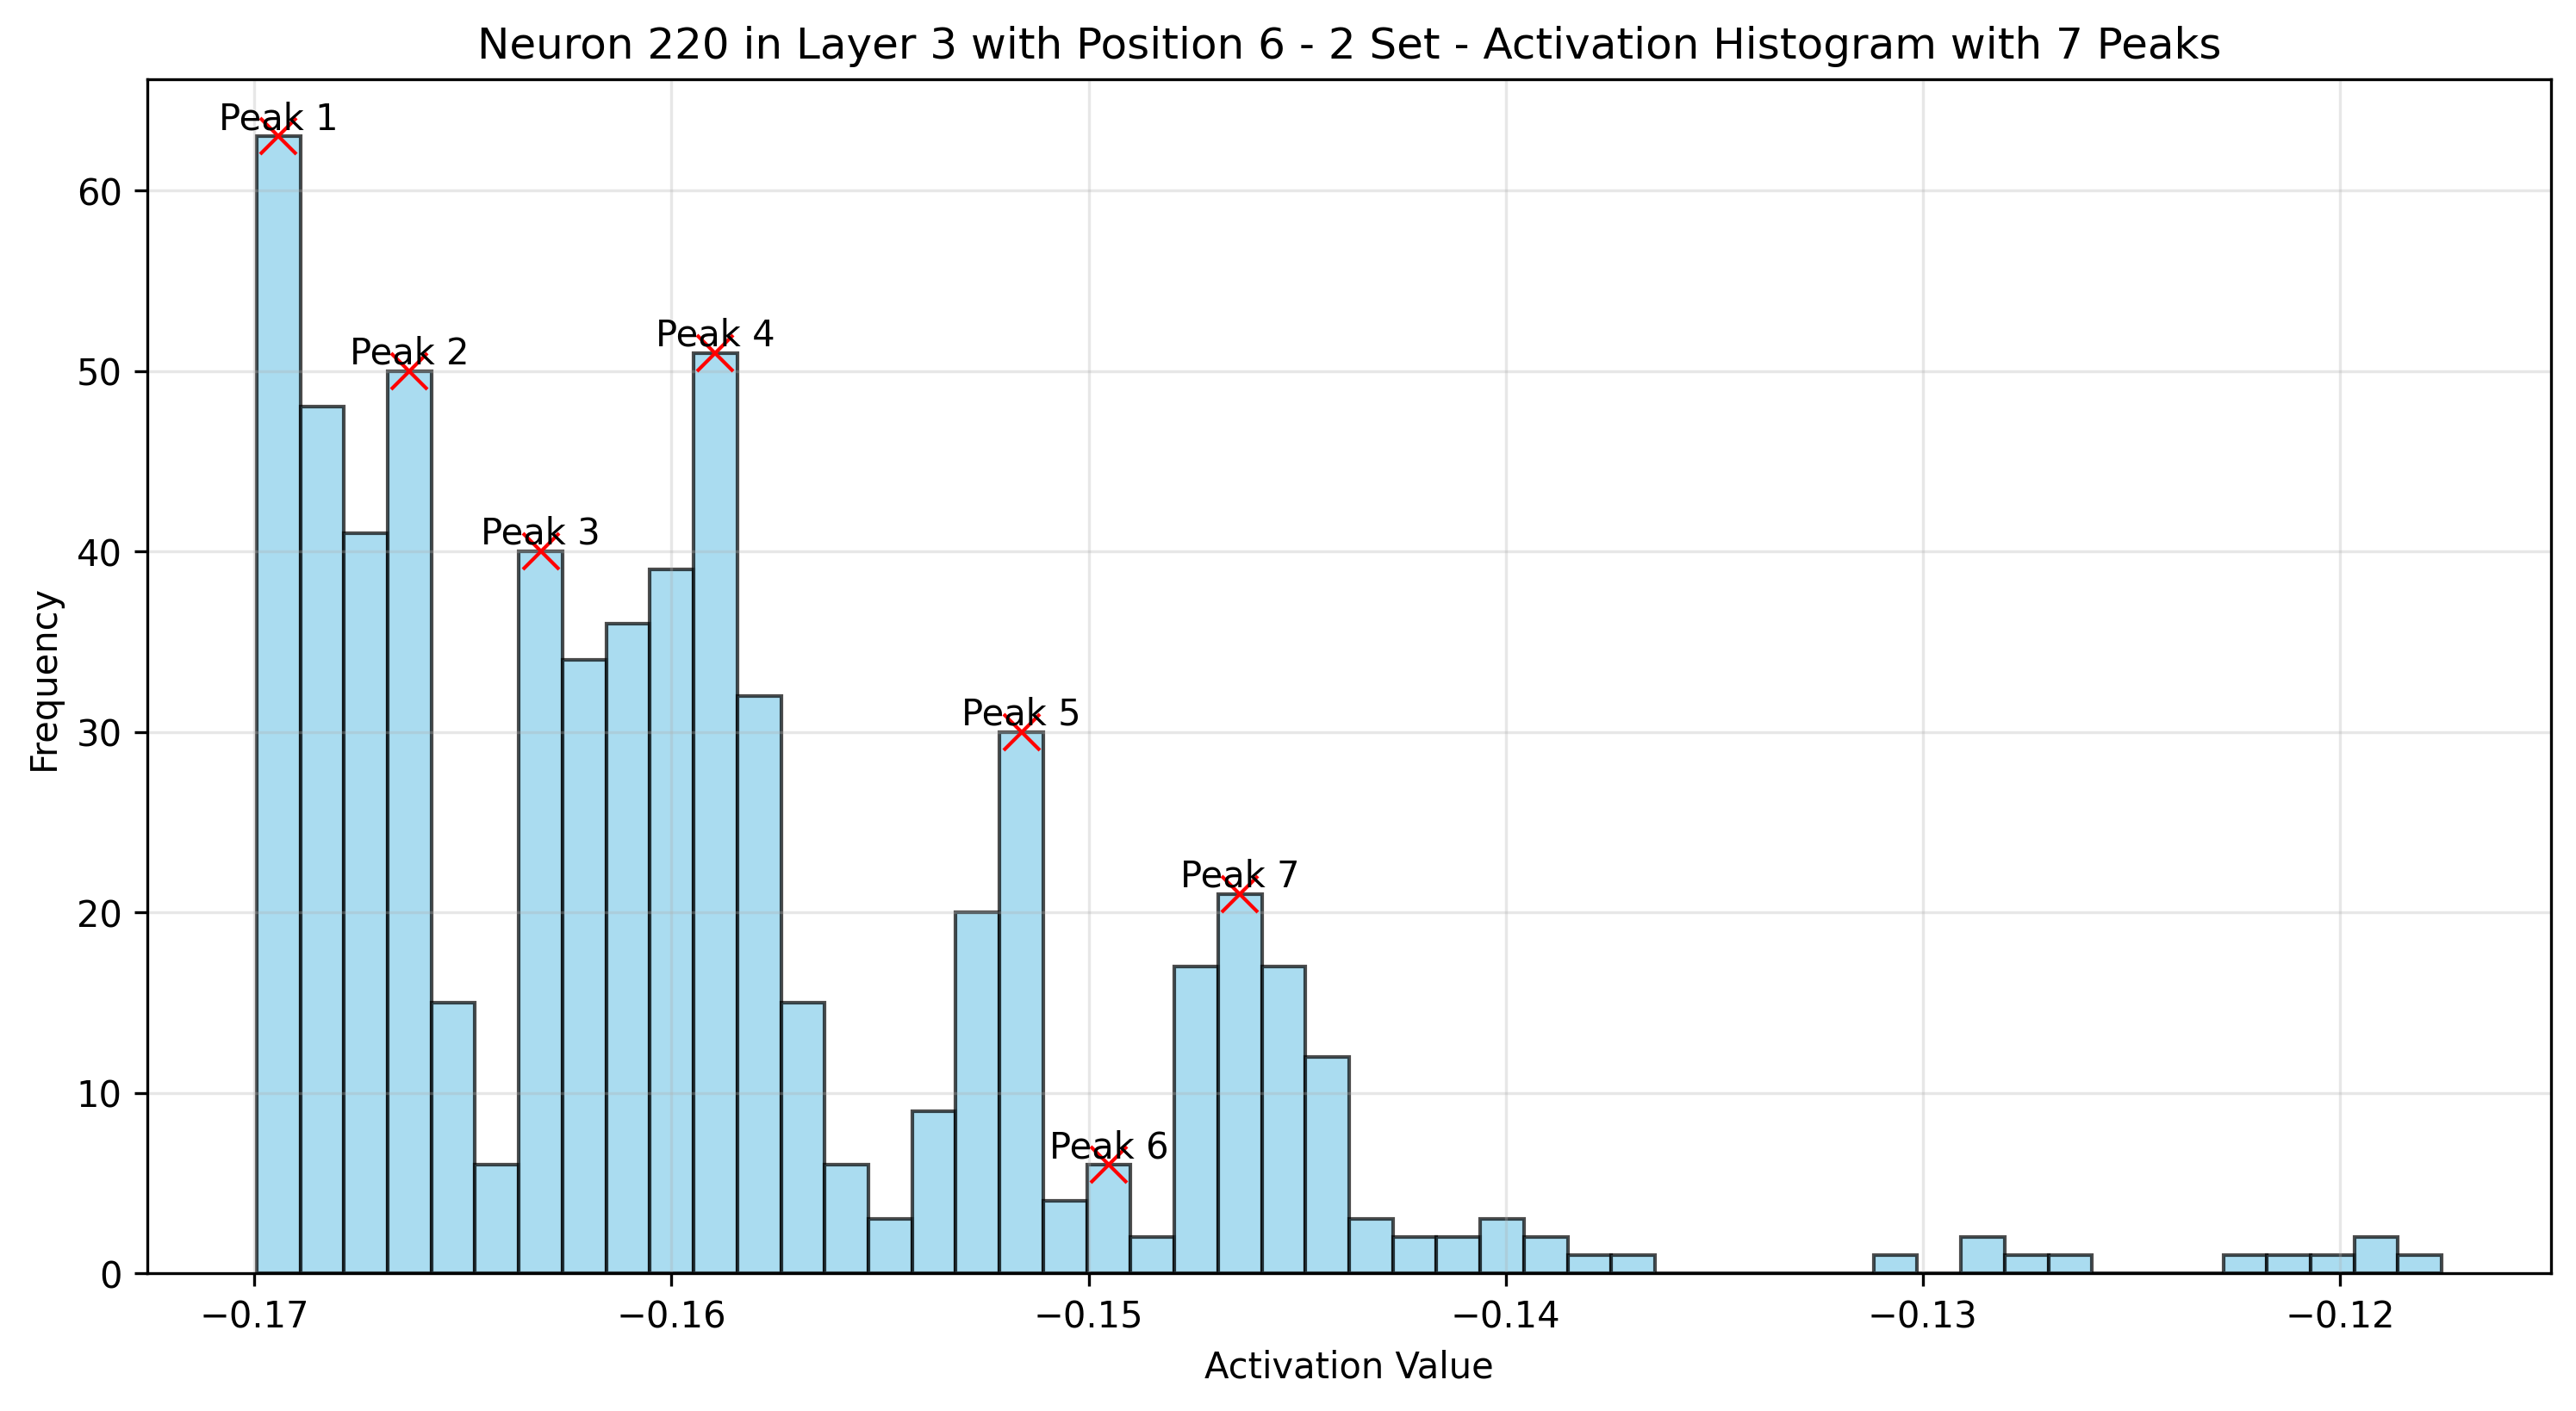 Neuron 220 in Layer 3 with Position 6 - 2 Set - Activation Histogram with 7 Peaks
Peak 1
Peak 2
Peak 3
Peak 4
Peak 5
Peak 6
Peak 7
60
50
40
30
20
10
0
Frequency
−0.17
−0.16
−0.15
−0.14
−0.13
−0.12
Activation Value